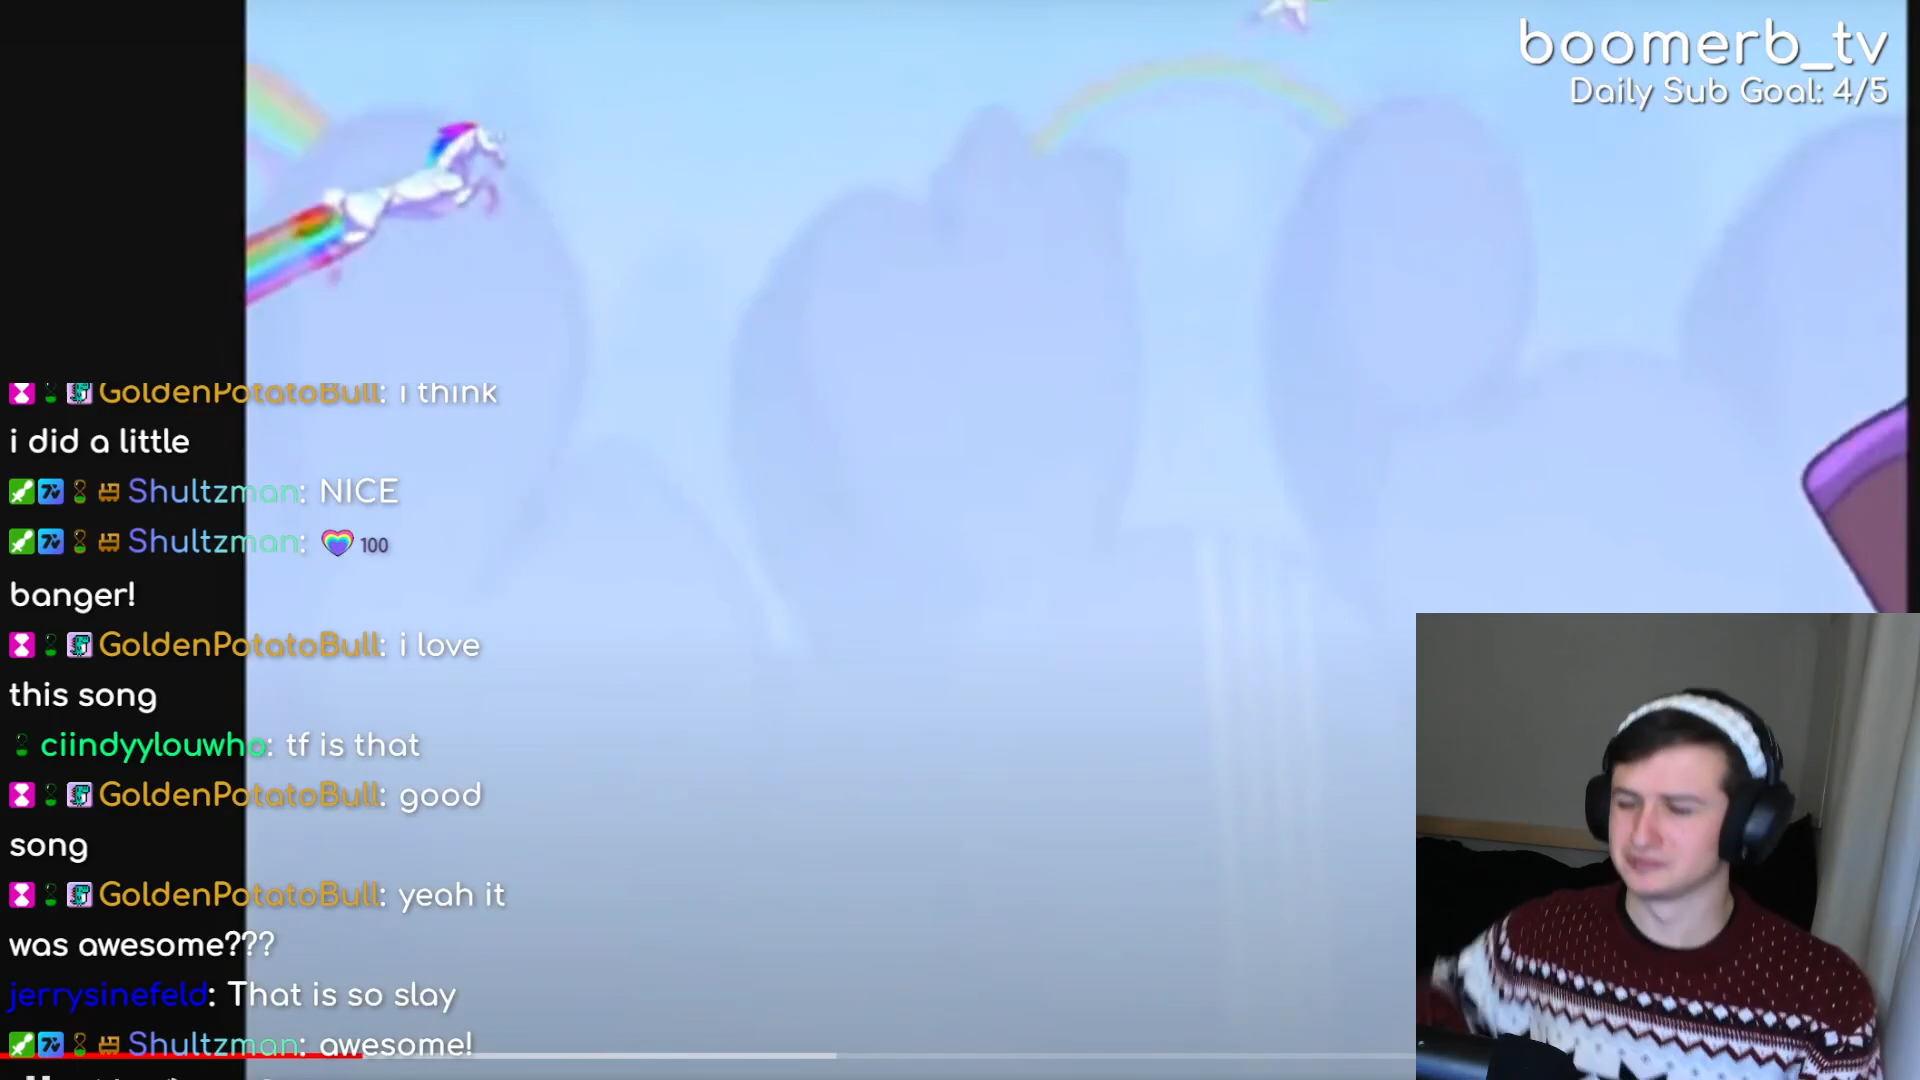 boomerb_tv
Daily Sub Goal: 4/5
GoldenPotatoBull: i think
i did a little
Shultzman: NICE
Shultzman: 100
banger!
GoldenPotatoBull: i love
this song
ciindyylouwho: tf is that
GoldenPotatoBull: good
song
GoldenPotatoBull: yeah it
was awesome???
jerrysinefeld: That is so slay
Shultzman: awesome!